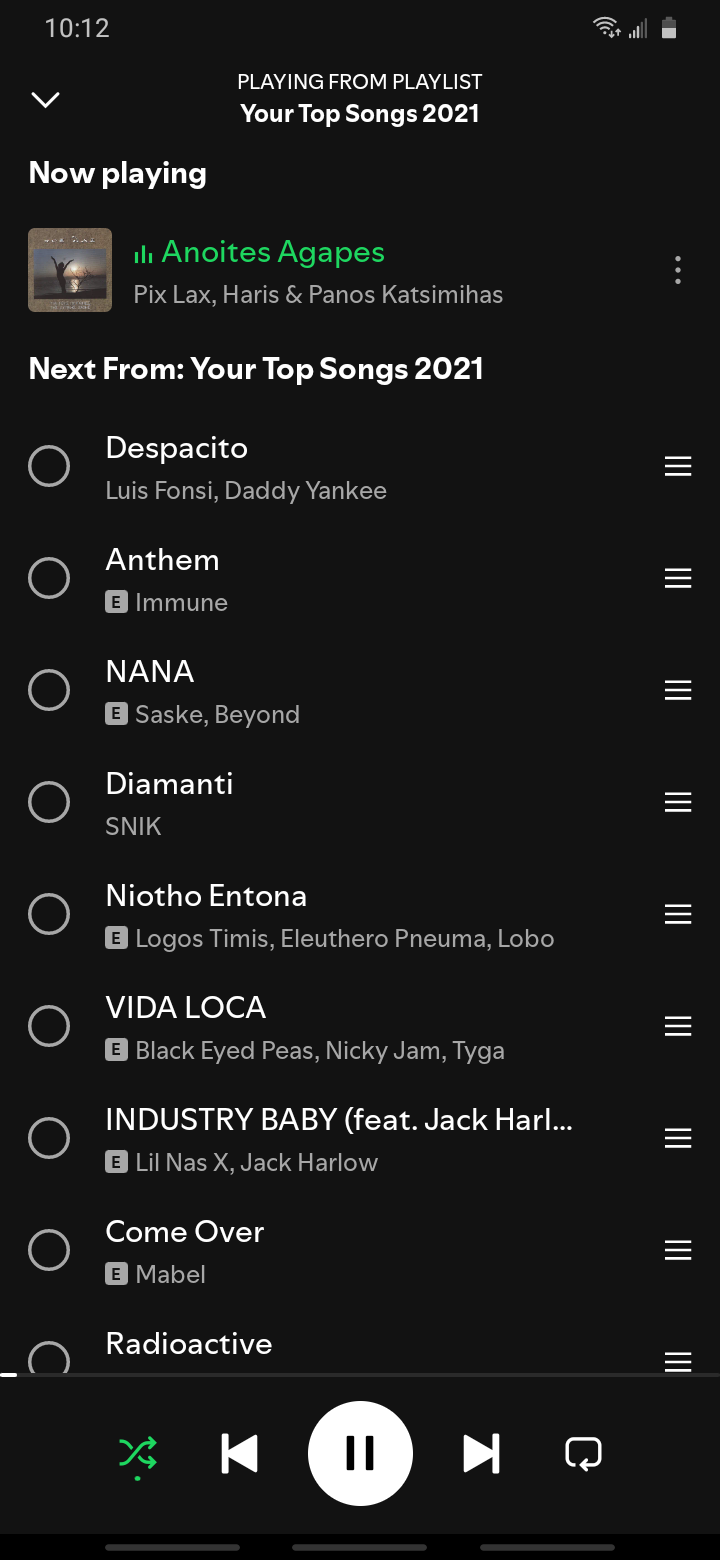 10:12
PLAYING FROM PLAYLIST
Your Top Songs 2021
Now playing
Anoites Agapes
Pix Lax, Haris & Panos Katsimihas
Next From: Your Top Songs 2021
Despacito
Luis Fonsi, Daddy Yankee
Anthem
E Immune
NANA
E Saske, Beyond
Diamanti
SNIK
Niotho Entona
E Logos Timis, Eleuthero Pneuma, Lobo
VIDA LOCA
E Black Eyed Peas, Nicky Jam, Tyga
INDUSTRY BABY (feat. Jack Harl...
E Lil Nas X, Jack Harlow
Come Over
E Mabel
Radioactive